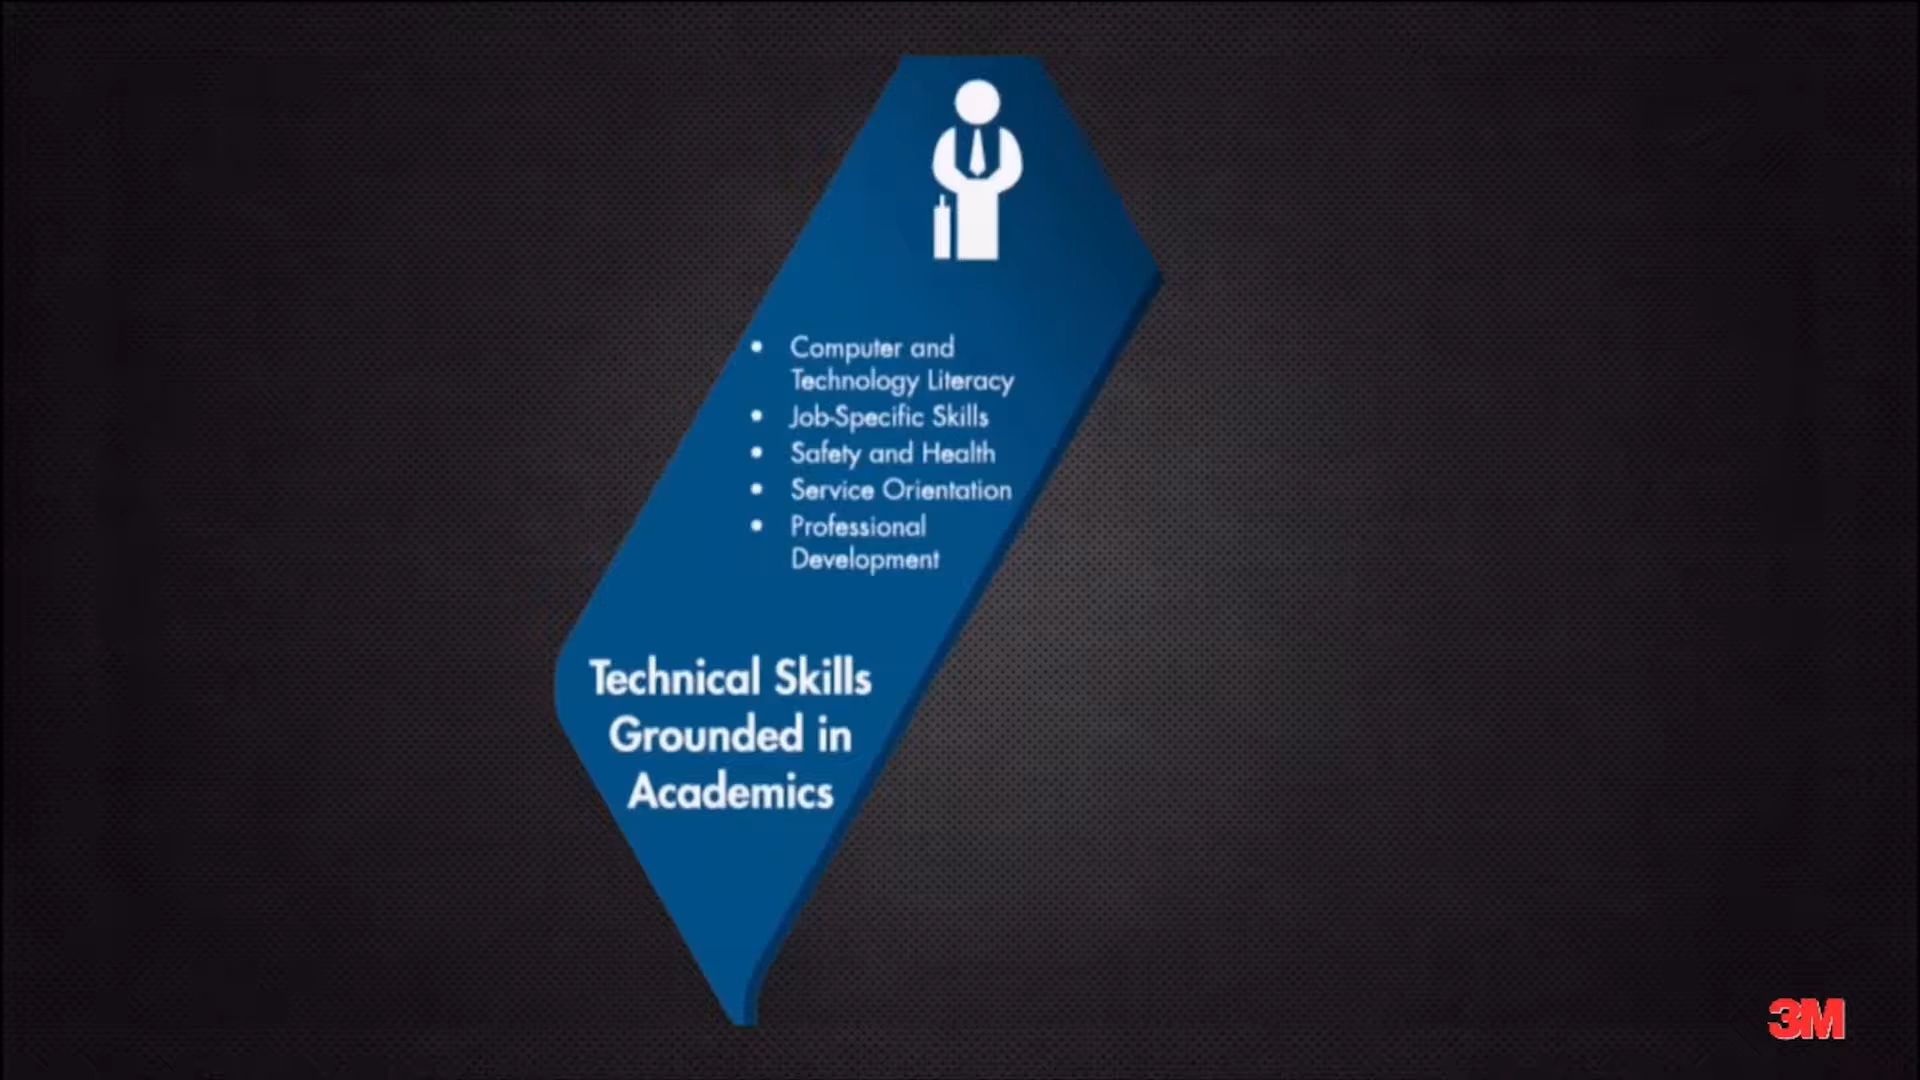 • Computer and
Technology Literacy
• Job-Specific Skills
• Safety and Health
• Service Orientation
• Professional
Development
Technical Skills
Grounded in
Academics
3M